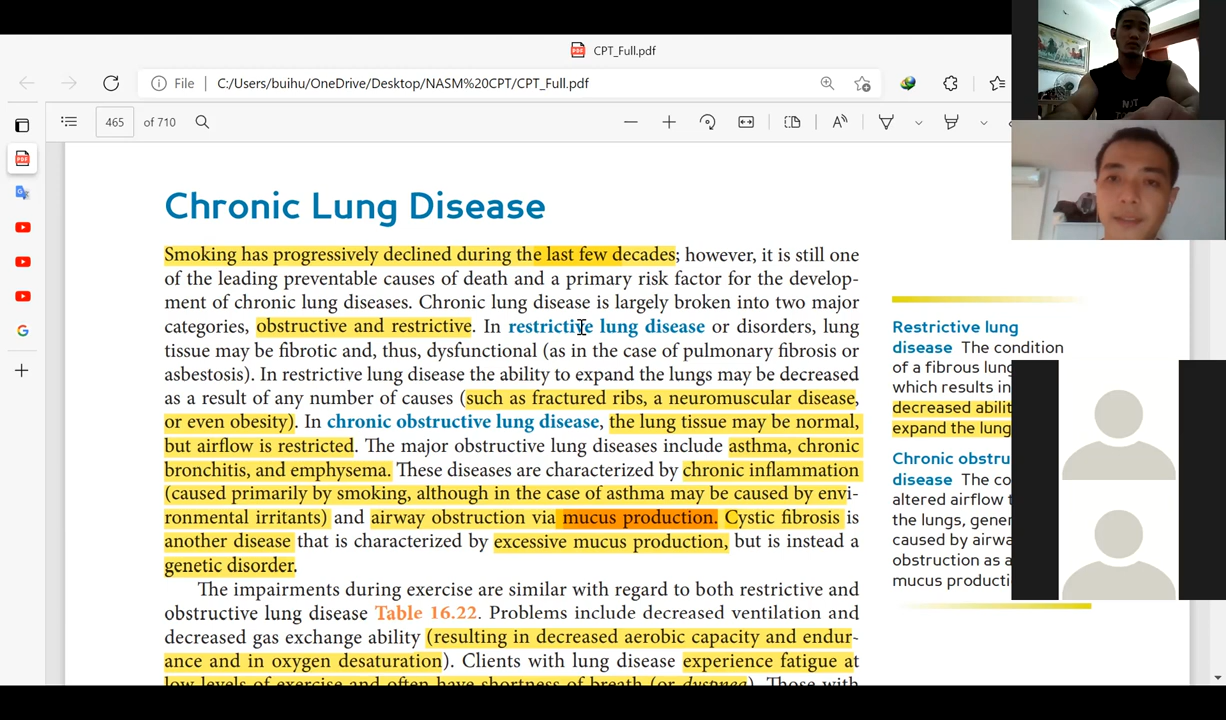 CPT_Full.pdf
File C:/Users/buihu/OneDrive/Desktop/NASM%20CPT/CPT_Full.pdf
465 of 710
Chronic Lung Disease
Smoking has progressively declined during the last few decades; however, it is still one
of the leading preventable causes of death and a primary risk factor for the develop-
ment of chronic lung diseases. Chronic lung disease is largely broken into two major
categories, obstructive and restrictive. In restrictive lung disease or disorders, lung
tissue may be fibrotic and, thus, dysfunctional (as in the case of pulmonary fibrosis or
asbestosis). In restrictive lung disease the ability to expand the lungs may be decreased
as a result of any number of causes (such as fractured ribs, a neuromuscular disease,
or even obesity). In chronic obstructive lung disease, the lung tissue may be normal,
but airflow is restricted. The major obstructive lung diseases include asthma, chronic
bronchitis, and emphysema. These diseases are characterized by chronic inflammation
(caused primarily by smoking, although in the case of asthma may be caused by envi-
ronmental irritants) and airway obstruction via mucus production. Cystic fibrosis is
another disease that is characterized by excessive mucus production, but is instead a
genetic disorder.
The impairments during exercise are similar with regard to both restrictive and
obstructive lung disease Table 16.22. Problems include decreased ventilation and
decreased gas exchange ability (resulting in decreased aerobic capacity and endur-
ance and in oxygen desaturation). Clients with lung disease experience fatigue at
low levels of exercise and often have shortness of breath (or dyspnea). Those with
Restrictive lung
disease The condition
of a fibrous lung
which results in
decreased abilit
expand the lung
Chronic obstru
disease The co
altered airflow t
the lungs, gener
caused by airwa
obstruction as a
mucus producti